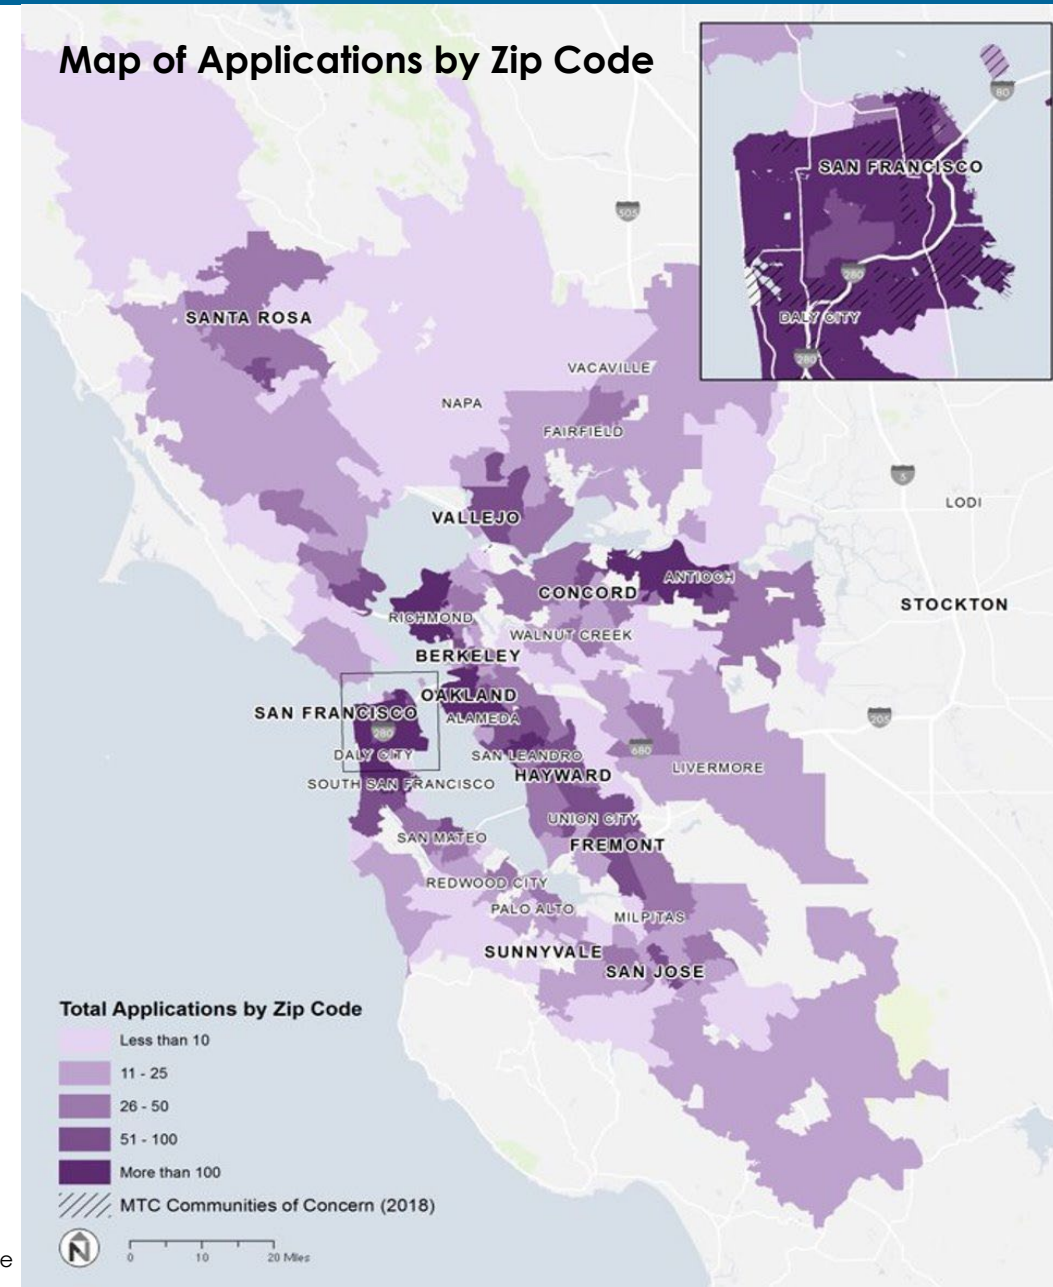 Map of Applications by Zip Code
80
SAN FRANCISCO
280
DALY CITY
280
505
SANTA ROSA
VACAVILLE
NAPA
FAIRFIELD
5
LODI
VALLEJO
ANTIOCH
CONCORD
STOCKTON
RICHMOND
WALNUT CREEK
BERKELEY
OAKLAND
SAN FRANCISCO
ALAMEDA
205
280
680
DALY CITY
SAN LEANDRO
LIVERMORE
HAYWARD
SOUTH SAN FRANCISCO
UNION CITY
SAN MATEO
FREMONT
REDWOOD CITY
PALO ALTO
MILPITAS
SUNNYVALE
SAN JOSE
Total Applications by Zip Code
Less than 10
11 - 25
26 - 50
51 - 100
More than 100
MTC Communities of Concern (2018)
N
0 10 20 Miles
e